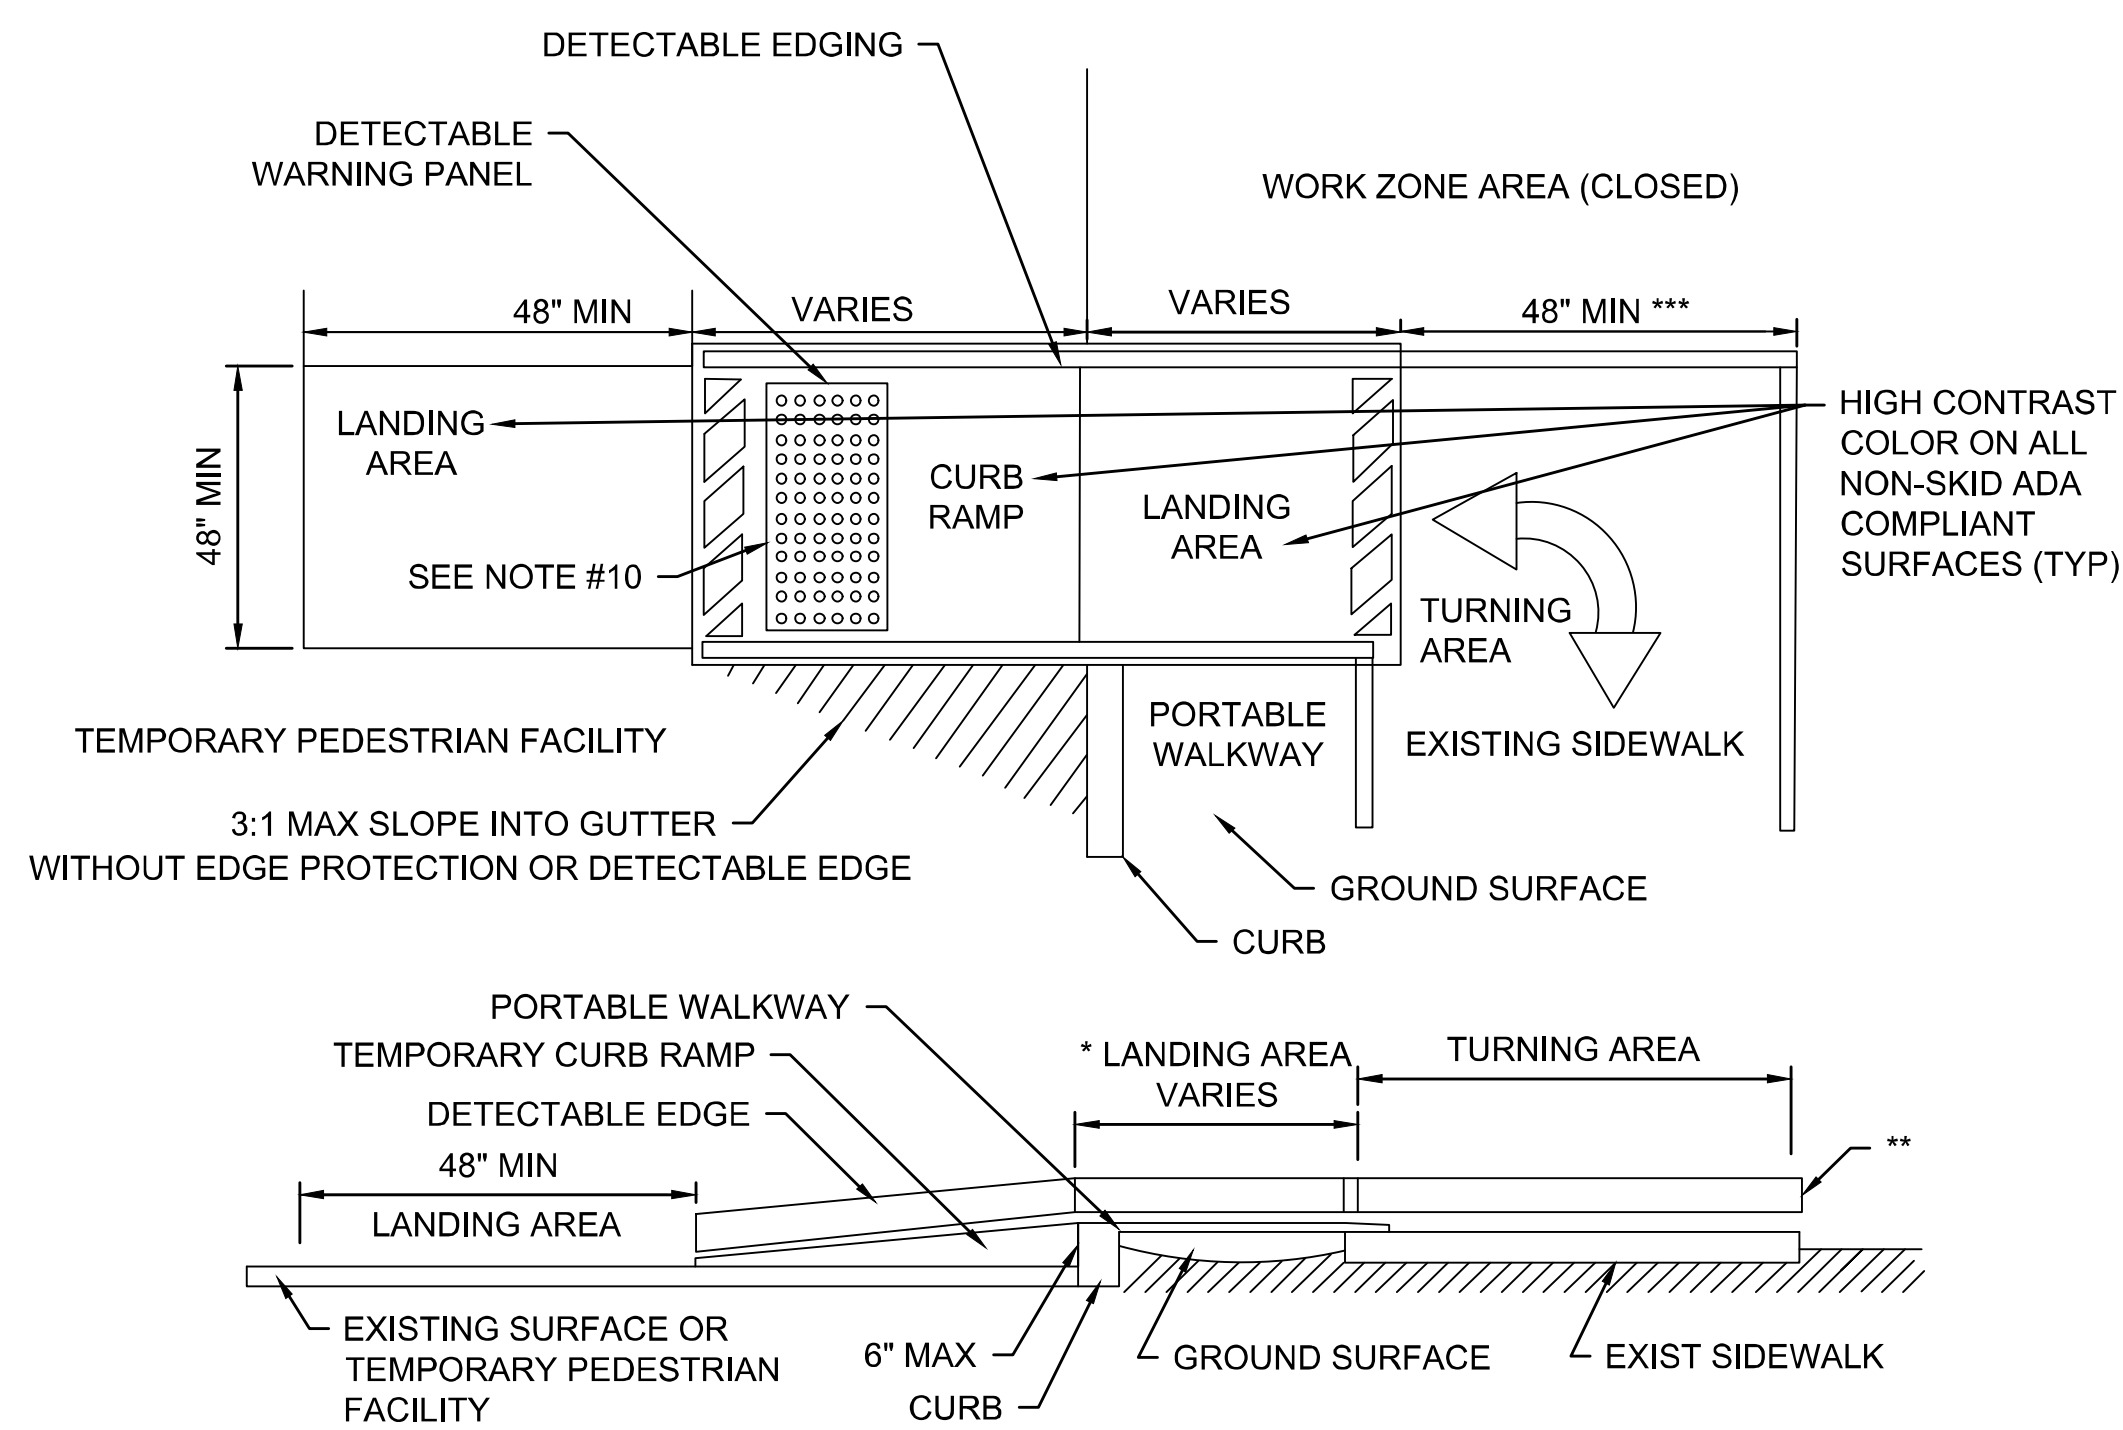 DETECTABLE EDGING
DETECTABLE
WARNING PANEL
WORK ZONE AREA (CLOSED)
48" MIN
VARIES
VARIES
48" MIN ***
48" MIN
LANDING
AREA
CURB
RAMP
LANDING
AREA
HIGH CONTRAST
COLOR ON ALL
NON-SKID ADA
COMPLIANT
SURFACES (TYP)
SEE NOTE #10
TURNING
AREA
TEMPORARY PEDESTRIAN FACILITY
PORTABLE
WALKWAY
EXISTING SIDEWALK
3:1 MAX SLOPE INTO GUTTER
WITHOUT EDGE PROTECTION OR DETECTABLE EDGE
GROUND SURFACE
CURB
PORTABLE WALKWAY
TEMPORARY CURB RAMP
DETECTABLE EDGE
* LANDING AREA
VARIES
TURNING AREA
**
48" MIN
LANDING AREA
EXISTING SURFACE OR
TEMPORARY PEDESTRIAN
FACILITY
6" MAX
CURB
GROUND SURFACE
EXIST SIDEWALK